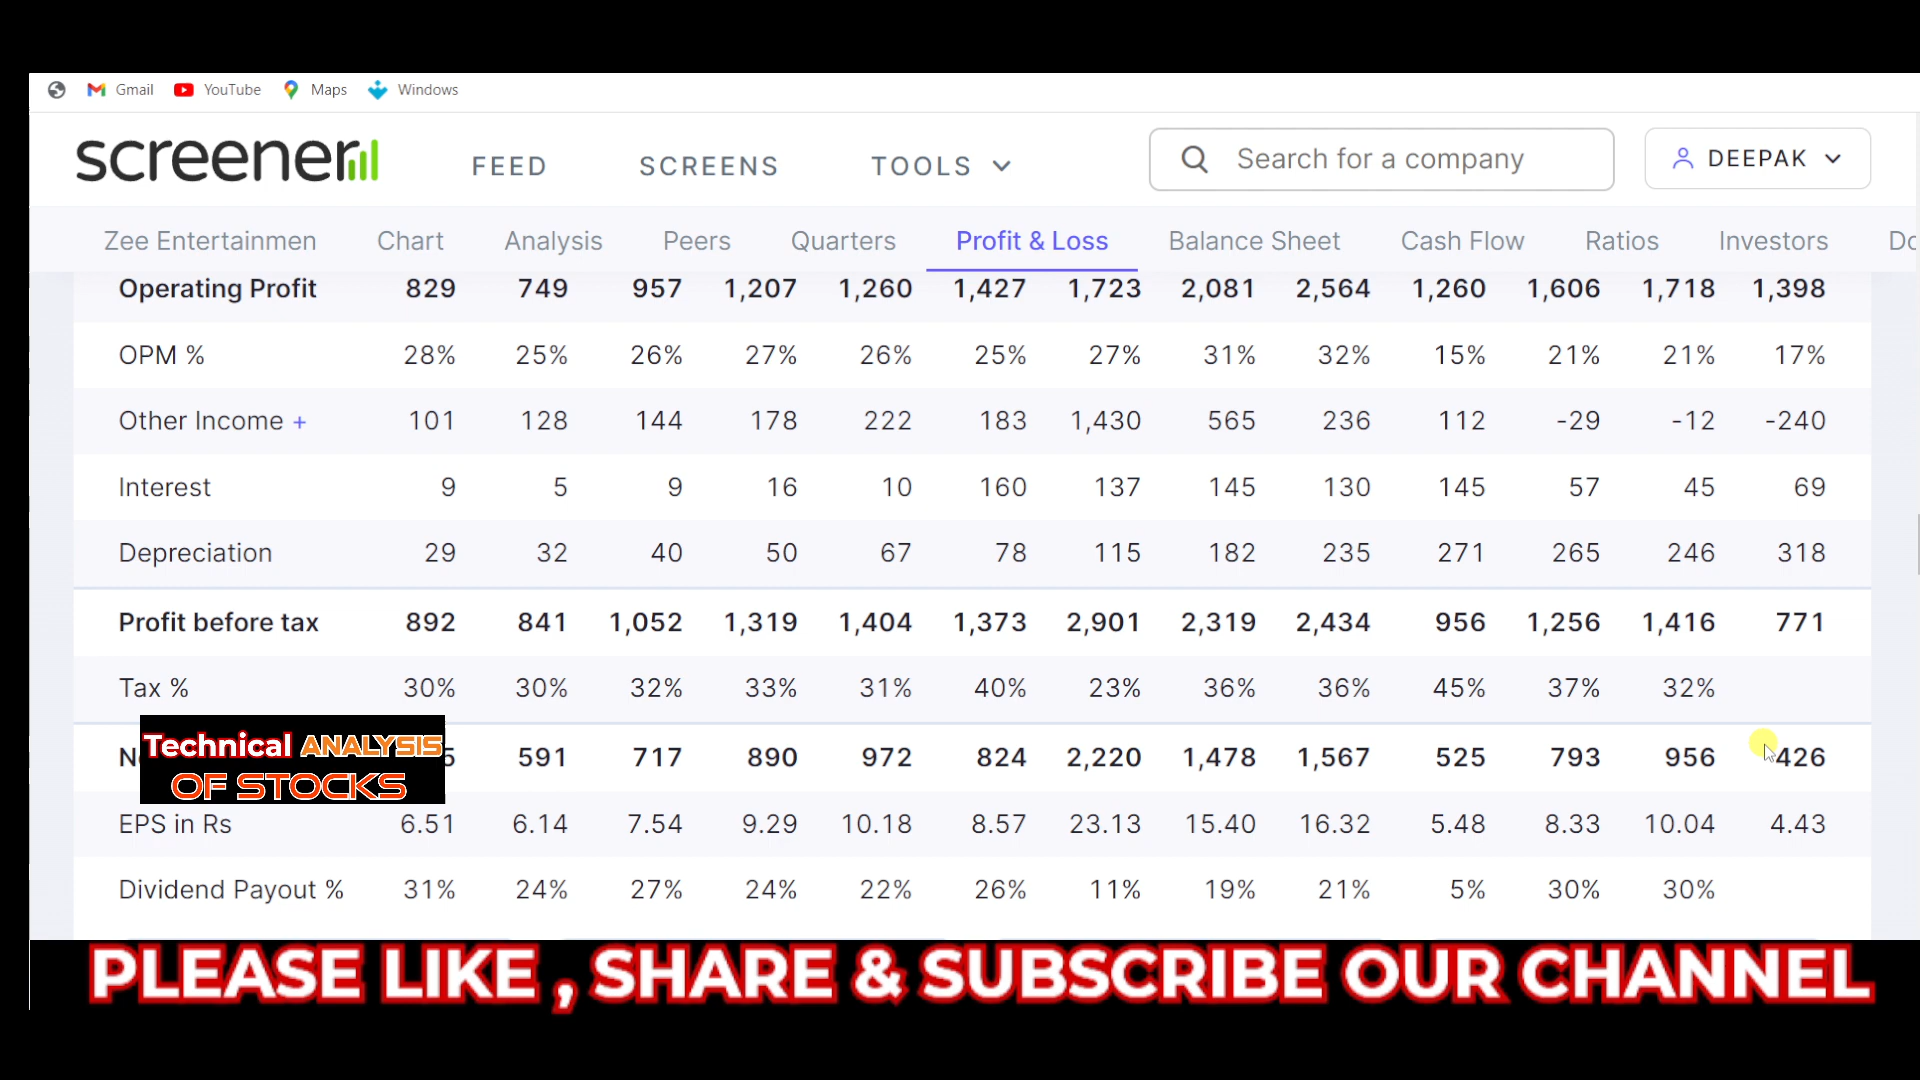 Gmail YouTube Maps Windows
screener FEED SCREENS TOOLS Search for a company DEEPAK
Zee Entertainmen Chart Analysis Peers Quarters Profit & Loss Balance Sheet Cash Flow Ratios Investors Do
Operating Profit 829 749 957 1,207 1,260 1,427 1,723 2,081 2,564 1,260 1,606 1,718 1,398
OPM % 28% 25% 26% 27% 26% 25% 27% 31% 32% 15% 21% 21% 17%
Other Income + 101 128 144 178 222 183 1,430 565 236 112 -29 -12 -240
Interest 9 5 9 16 10 160 137 145 130 145 57 45 69
Depreciation 29 32 40 50 67 78 115 182 235 271 265 246 318
Profit before tax 892 841 1,052 1,319 1,404 1,373 2,901 2,319 2,434 956 1,256 1,416 771
Tax % 30% 30% 32% 33% 31% 40% 23% 36% 36% 45% 37% 32%
591 717 890 972 824 2,220 1,478 1,567 525 793 956 426
Technical ANALYSIS
OF STOCKS
EPS in Rs 6.51 6.14 7.54 9.29 10.18 8.57 23.13 15.40 16.32 5.48 8.33 10.04 4.43
Dividend Payout % 31% 24% 27% 24% 22% 26% 11% 19% 21% 5% 30% 30%
PLEASE LIKE , SHARE & SUBSCRIBE OUR CHANNEL